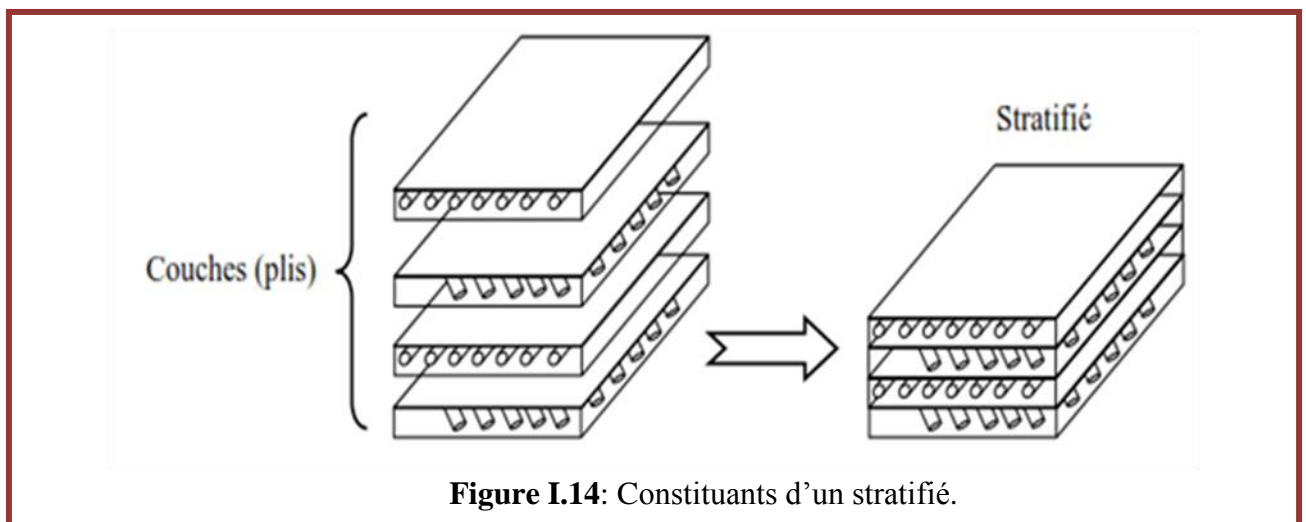 Stratifié
Couches (plis)
Figure I.14: Constituants d’un stratifié.